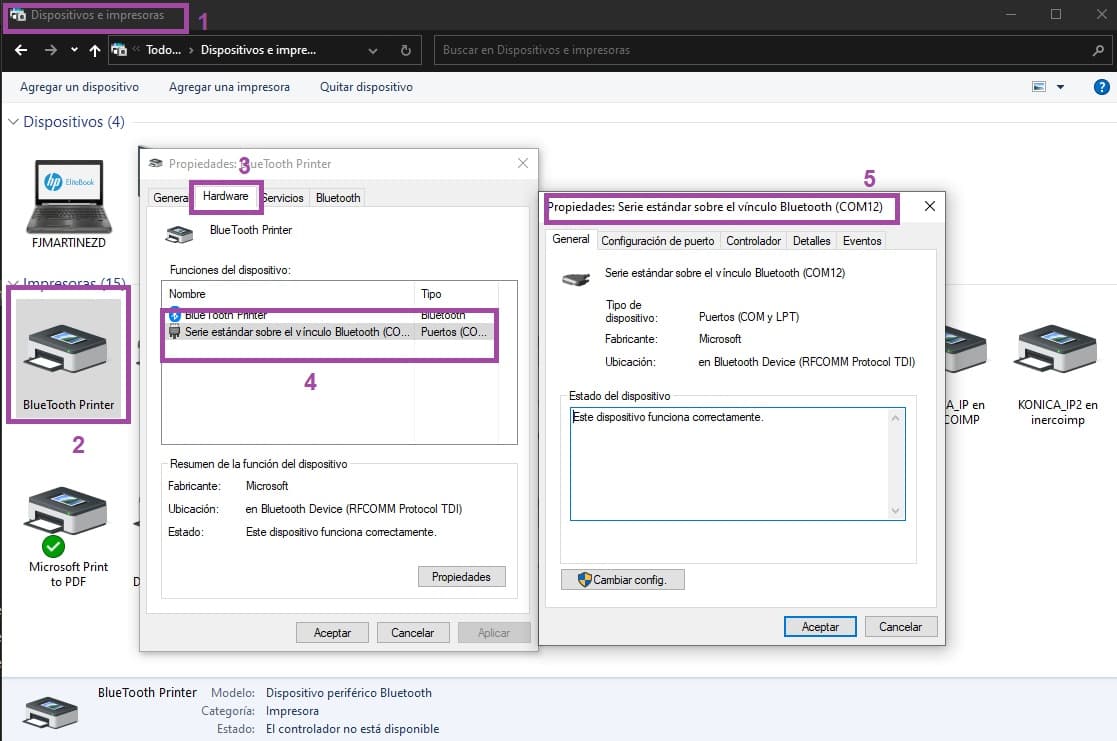 Dispositivos e impresoras
1
Todo... > Dispositivos e impre...
Buscar en Dispositivos e impresoras
Agregar un dispositivo
Agregar una impresora
Quitar dispositivo
?
Dispositivos (4)
hp EliteBook
FJMARTINEZD
Impresoras (15)
BlueTooth Printer
2
Microsoft Print
to PDF
D
Propiedades: BlueTooth Printer
3
General
Hardware
Servicios
Bluetooth
BlueTooth Printer
Funciones del dispositivo:
Nombre
Tipo
BlueTooth Printer
Bluetooth
Serie estándar sobre el vínculo Bluetooth (CO...
Puertos (CO...
4
Resumen de la función del dispositivo
Fabricante: Microsoft
Ubicación: en Bluetooth Device (RFCOMM Protocol TDI)
Estado: Este dispositivo funciona correctamente.
Propiedades
Aceptar
Cancelar
Aplicar
5
Propiedades: Serie estándar sobre el vínculo Bluetooth (COM12)
General
Configuración de puerto
Controlador
Detalles
Eventos
Serie estándar sobre el vínculo Bluetooth (COM12)
Tipo de
dispositivo: Puertos (COM y LPT)
Fabricante: Microsoft
Ubicación: en Bluetooth Device (RFCOMM Protocol TDI)
Estado del dispositivo
Este dispositivo funciona correctamente.
Cambiar config.
Aceptar
Cancelar
A_IP en
COIMP
KONICA_IP2 en
inercoimp
BlueTooth Printer
Modelo: Dispositivo periférico Bluetooth
Categoría: Impresora
Estado: El controlador no está disponible